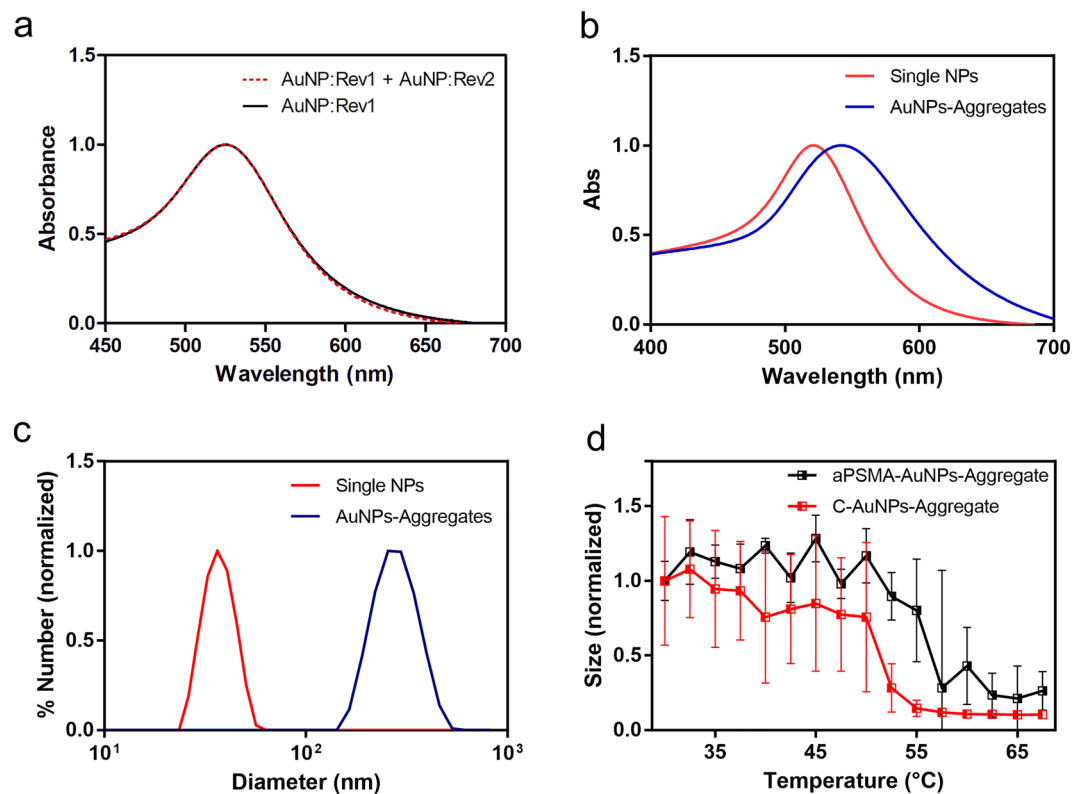 a
1.5
1.0
0.5
0.0
Absorbance
AuNP:Rev1 + AuNP:Rev2
AuNP:Rev1
450 500 550 600 650 700
Wavelength (nm)
b
1.5
1.0
0.5
0.0
Abs
Single NPs
AuNPs-Aggregates
400 500 600 700
Wavelength (nm)
c
1.5
1.0
0.5
0.0
% Number (normalized)
Single NPs
AuNPs-Aggregates
10¹ 10² 10³
Diameter (nm)
d
1.5
1.0
0.5
0.0
Size (normalized)
aPSMA-AuNPs-Aggregate
C-AuNPs-Aggregate
35 45 55 65
Temperature (°C)